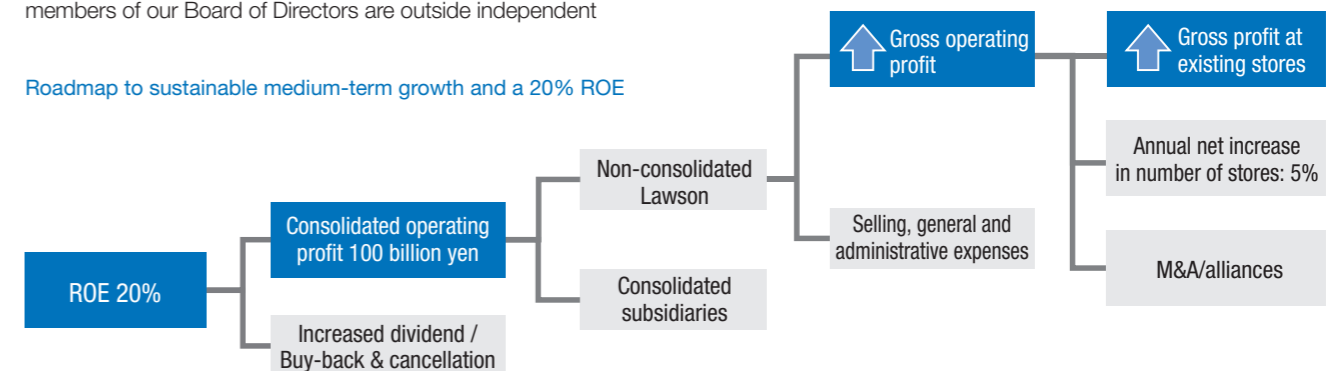 members of our Board of Directors are outside independent
Roadmap to sustainable medium-term growth and a 20% ROE
ROE 20%
Consolidated operating
profit 100 billion yen
Increased dividend /
Buy-back & cancellation
Non-consolidated
Lawson
Consolidated
subsidiaries
Gross operating
profit
Selling, general and
administrative expenses
Gross profit at
existing stores
Annual net increase
in number of stores: 5%
M&A/alliances